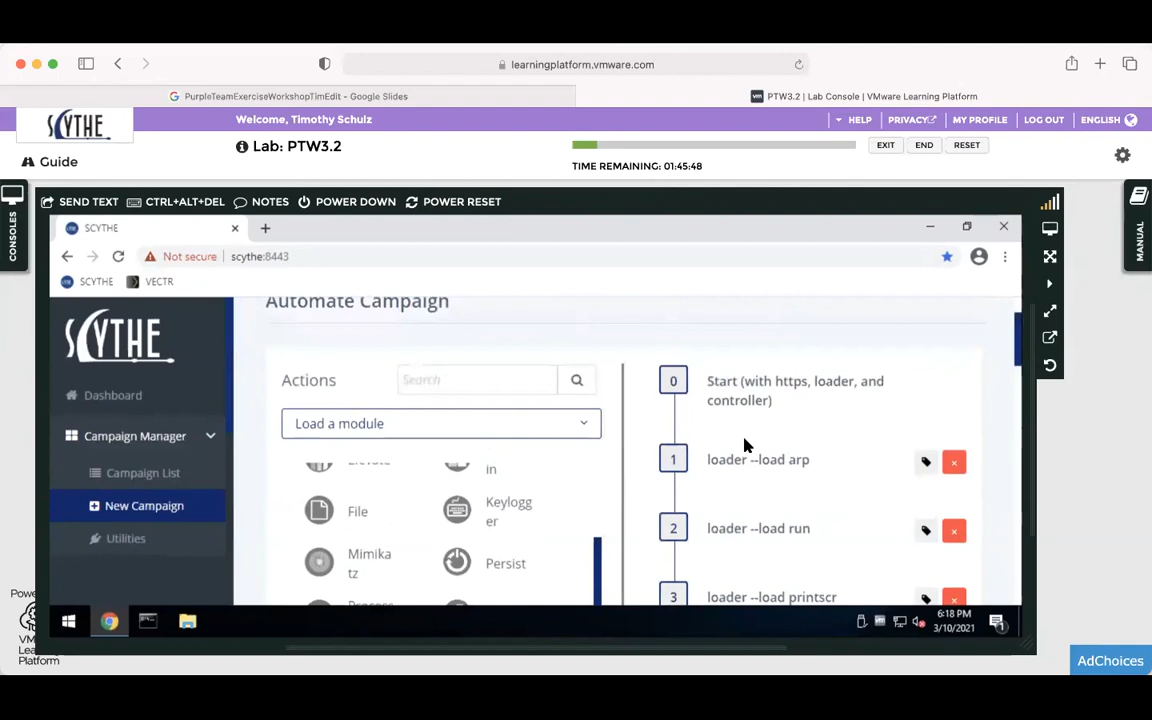 learningplatform.vmware.com
PurpleTeamExerciseWorkshopTimEdit - Google Slides
vm PTW3.2 | Lab Console | VMware Learning Platform
SCYTHE
Welcome, Timothy Schulz
HELP
PRIVACY
MY PROFILE
LOG OUT
ENGLISH
Guide
Lab: PTW3.2
TIME REMAINING: 01:45:48
EXIT
END
RESET
CONSOLES
SEND TEXT
CTRL+ALT+DEL
NOTES
POWER DOWN
POWER RESET
MANUAL
SCYTHE
Not secure
scythe:8443
SCYTHE
VECTR
SCYTHE
Dashboard
Campaign Manager
Campaign List
New Campaign
Utilities
Automate Campaign
Actions
Search
Load a module
in
File
Keylogg
er
Mimika
tz
Persist
0
Start (with https, loader, and
controller)
1
loader --load arp
2
loader --load run
3
loader --load printscr
6:18 PM
3/10/2021
1
Platform
AdChoices